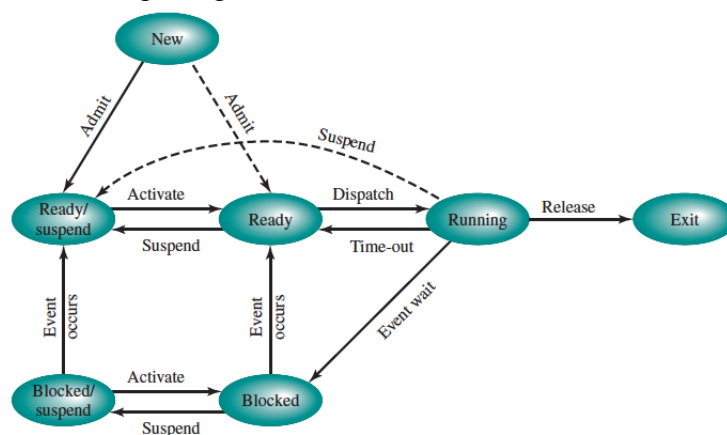 New
Admit
Admit
Suspend
Ready/
suspend
Activate
Suspend
Ready
Dispatch
Time-out
Running
Release
Exit
Event
occurs
Event
occurs
Event wait
Blocked/
suspend
Activate
Suspend
Blocked